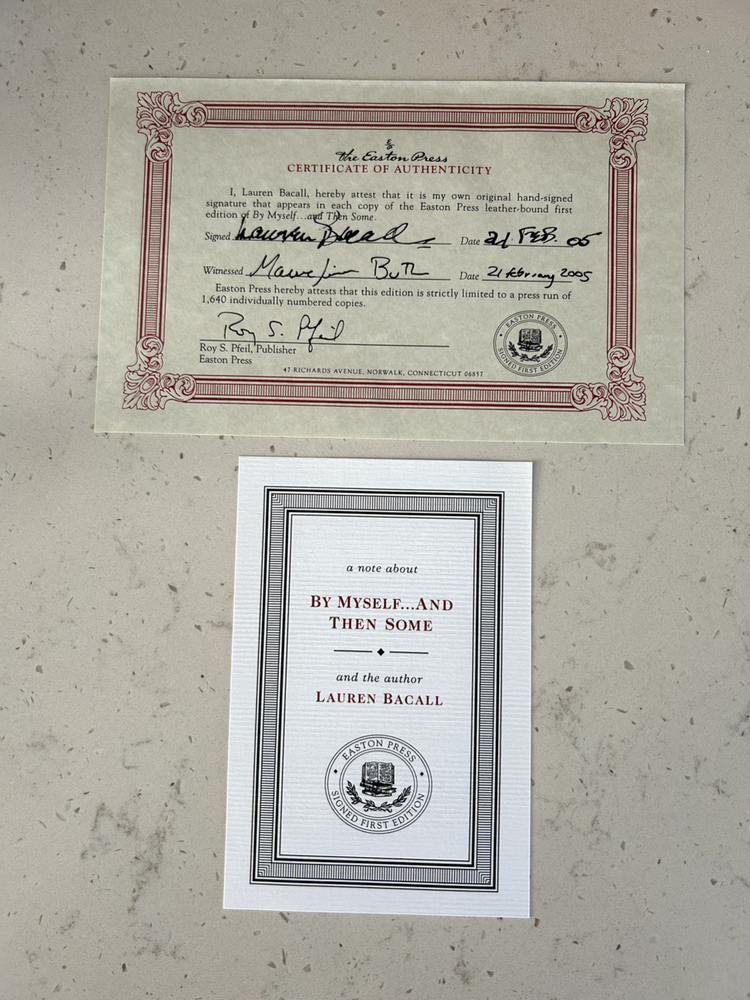 The Easton Press
CERTIFICATE OF AUTHENTICITY
I, Lauren Bacall, hereby attest that it is my own original hand-signed
signature that appears in each copy of the Easton Press leather-bound first
edition of By Myself...and Then Some.
Signed Lauren Bacall Date 21. FEB. 05
Witnessed Date 21 february 2005
Easton Press hereby attests that this edition is strictly limited to a press run of
1,640 individually numbered copies.
Roy S. Pfeil
Roy S. Pfeil, Publisher
Easton Press
EASTON PRESS
SIGNED FIRST EDITION
47 RICHARDS AVENUE, NORWALK, CONNECTICUT 06857
a note about
BY MYSELF...AND
THEN SOME
and the author
LAUREN BACALL
EASTON PRESS
SIGNED FIRST EDITION